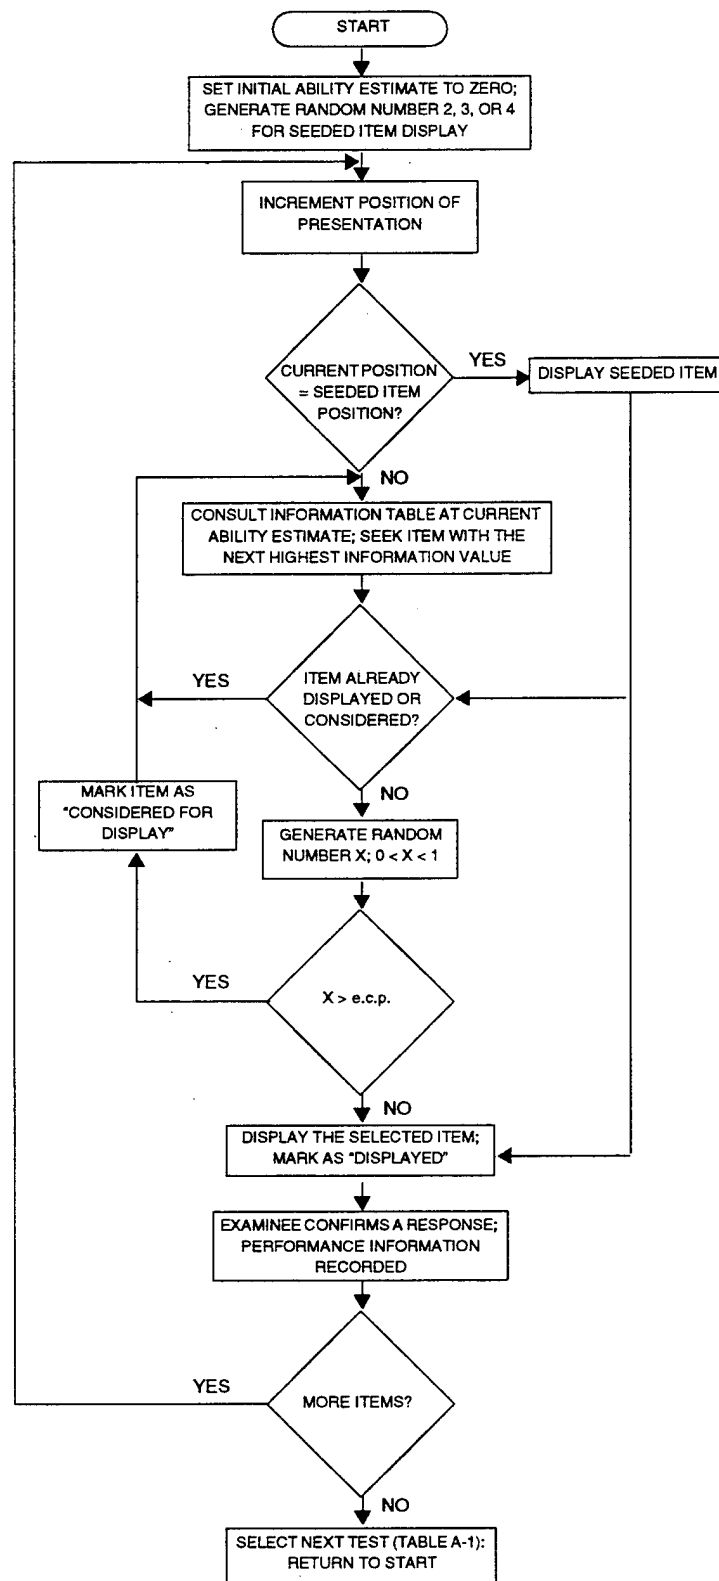 START
SET INITIAL ABILITY ESTIMATE TO ZERO;
GENERATE RANDOM NUMBER 2, 3, OR 4
FOR SEEDED ITEM DISPLAY
INCREMENT POSITION OF
PRESENTATION
CURRENT POSITION
= SEEDED ITEM
POSITION?
YES
DISPLAY SEEDED ITEM
NO
CONSULT INFORMATION TABLE AT CURRENT
ABILITY ESTIMATE; SEEK ITEM WITH THE
NEXT HIGHEST INFORMATION VALUE
YES
ITEM ALREADY
DISPLAYED OR
CONSIDERED?
MARK ITEM AS
"CONSIDERED FOR
DISPLAY"
NO
GENERATE RANDOM
NUMBER X; 0 < X < 1
YES
X > e.c.p.
NO
DISPLAY THE SELECTED ITEM;
MARK AS "DISPLAYED"
EXAMINEE CONFIRMS A RESPONSE;
PERFORMANCE INFORMATION
RECORDED
YES
MORE ITEMS?
NO
SELECT NEXT TEST (TABLE A-1):
RETURN TO START